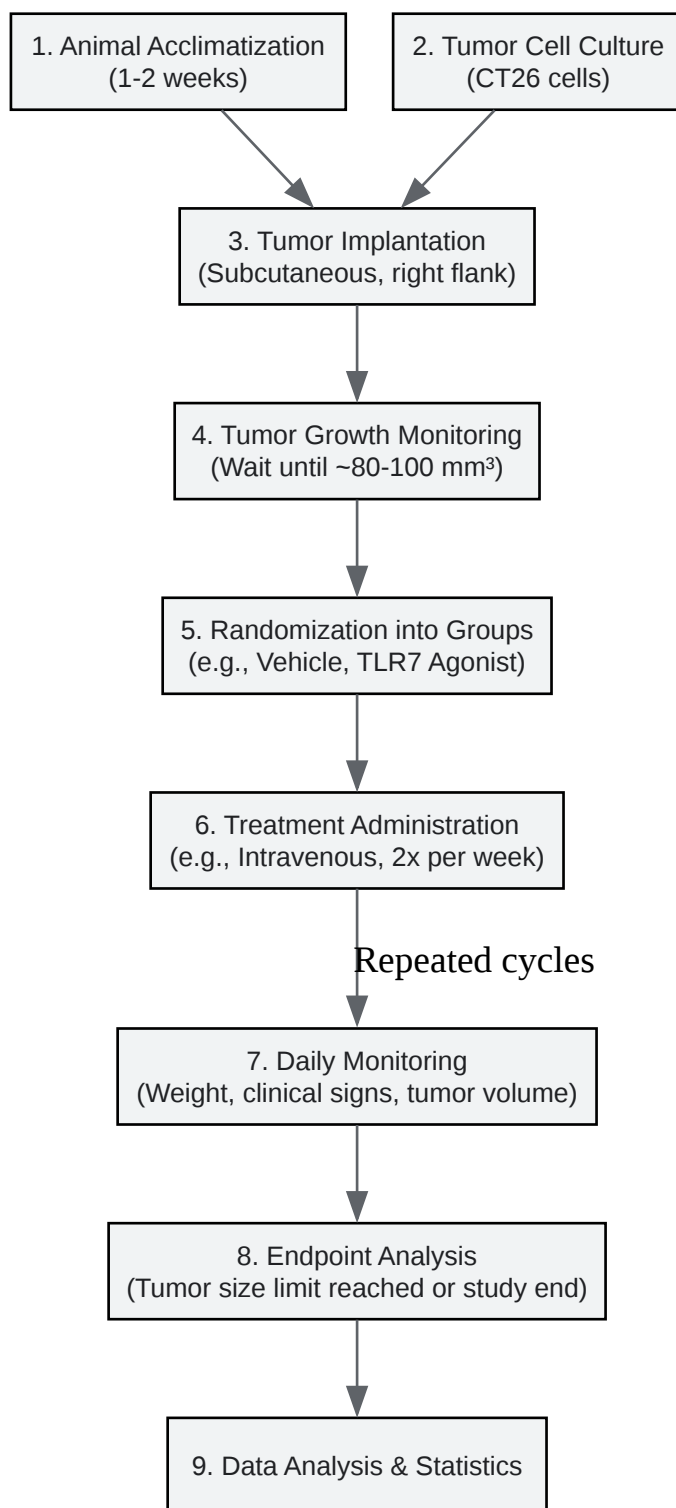 1. Animal Acclimatization
(1-2 weeks)
2. Tumor Cell Culture
(CT26 cells)
3. Tumor Implantation
(Subcutaneous, right flank)
4. Tumor Growth Monitoring
(Wait until ~80-100 mm³)
5. Randomization into Groups
(e.g., Vehicle, TLR7 Agonist)
6. Treatment Administration
(e.g., Intravenous, 2x per week)
Repeated cycles
7. Daily Monitoring
(Weight, clinical signs, tumor volume)
8. Endpoint Analysis
(Tumor size limit reached or study end)
9. Data Analysis & Statistics